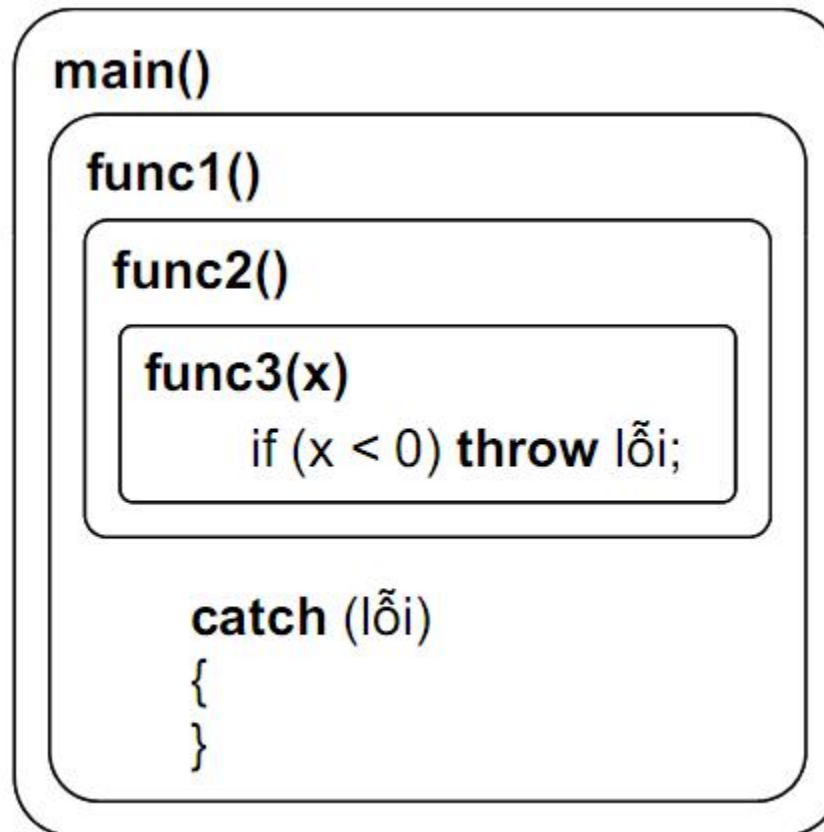 main()
func1()
func2()
func3(x)
if (x < 0) throw lỗi;
catch (lỗi)
{
}